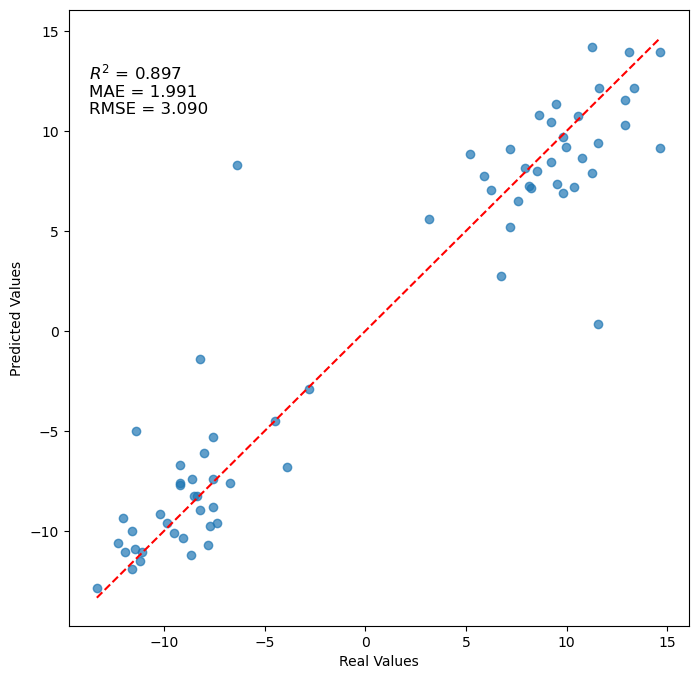 R² = 0.897
MAE = 1.991
RMSE = 3.090
15
10
5
0
−5
−10
Predicted Values
−10
−5
0
5
10
15
Real Values